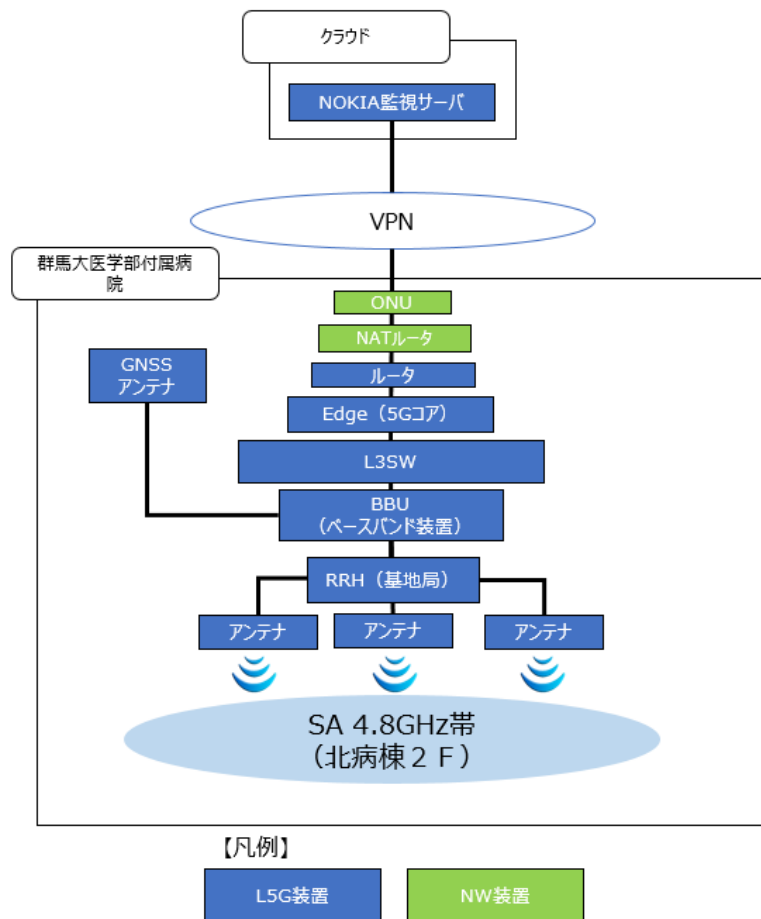 クラウド
NOKIA監視サーバ
VPN
群馬大医学部付属病
院
ONU
NATルータ
GNSS
アンテナ
ルータ
Edge（5Gコア）
L3SW
BBU
（ベースバンド装置）
RRH（基地局）
アンテナ
アンテナ
アンテナ
SA 4.8GHz帯
（北病棟２Ｆ）
【凡例】
L5G装置
NW装置